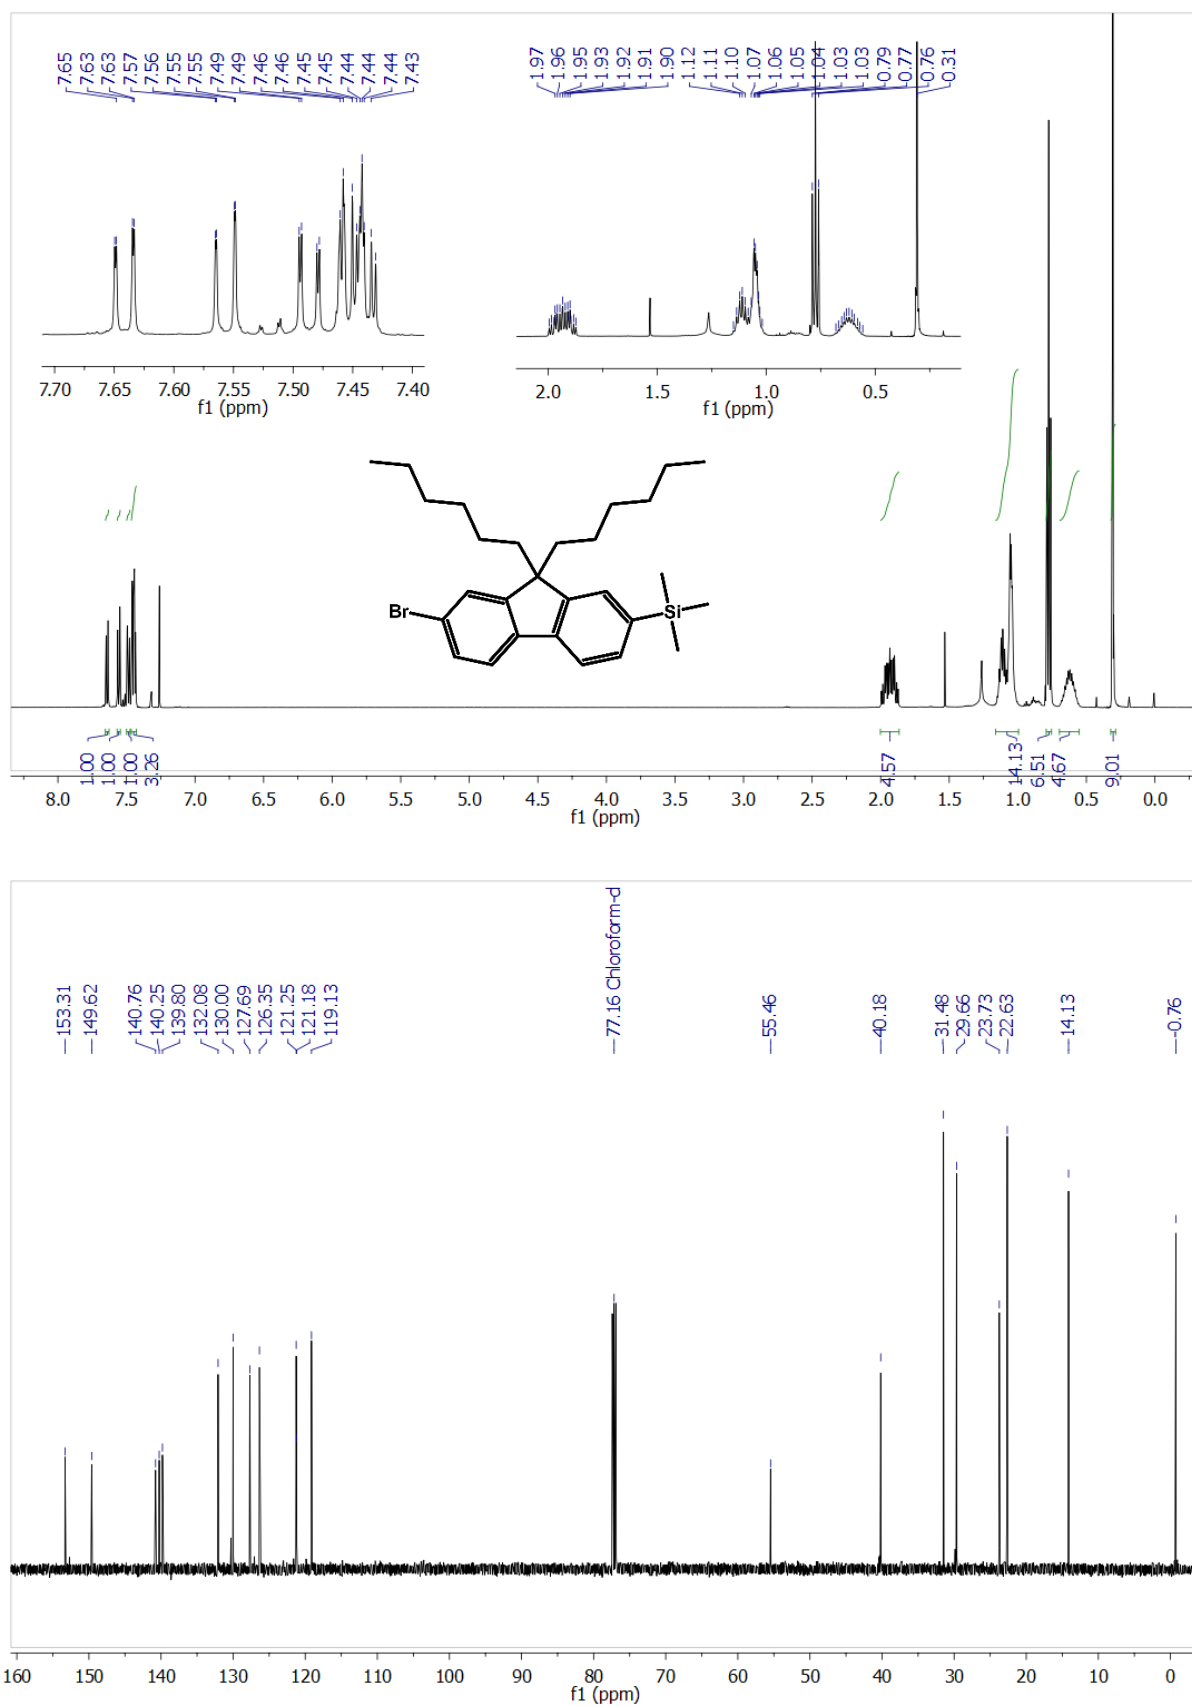 7.65 7.63 7.63 7.57 7.56 7.55 7.55 7.49 7.49 7.46 7.46 7.45 7.45 7.44 7.44 7.44 7.43
1.97 1.96 1.95 1.93 1.92 1.91 1.90 1.12 1.11 1.10 1.07 1.06 1.05 1.04 1.03 1.03 0.79 0.77 0.76 0.31
7.70 7.65 7.60 7.55 7.50 7.45 7.40
f1 (ppm)
2.0 1.5 1.0 0.5
f1 (ppm)
Br
Si
1.00 1.00 1.00 3.26 4.57 14.13 6.51 4.67 9.01
8.0 7.5 7.0 6.5 6.0 5.5 5.0 4.5 4.0 3.5 3.0 2.5 2.0 1.5 1.0 0.5 0.0
f1 (ppm)
153.31 149.62 140.76 140.25 139.80 132.08 130.00 127.69 126.35 121.25 121.18 119.13 77.16 Chloroform-d 55.46 40.18 31.48 29.66 23.73 22.63 14.13 -0.76
160 150 140 130 120 110 100 90 80 70 60 50 40 30 20 10 0
f1 (ppm)